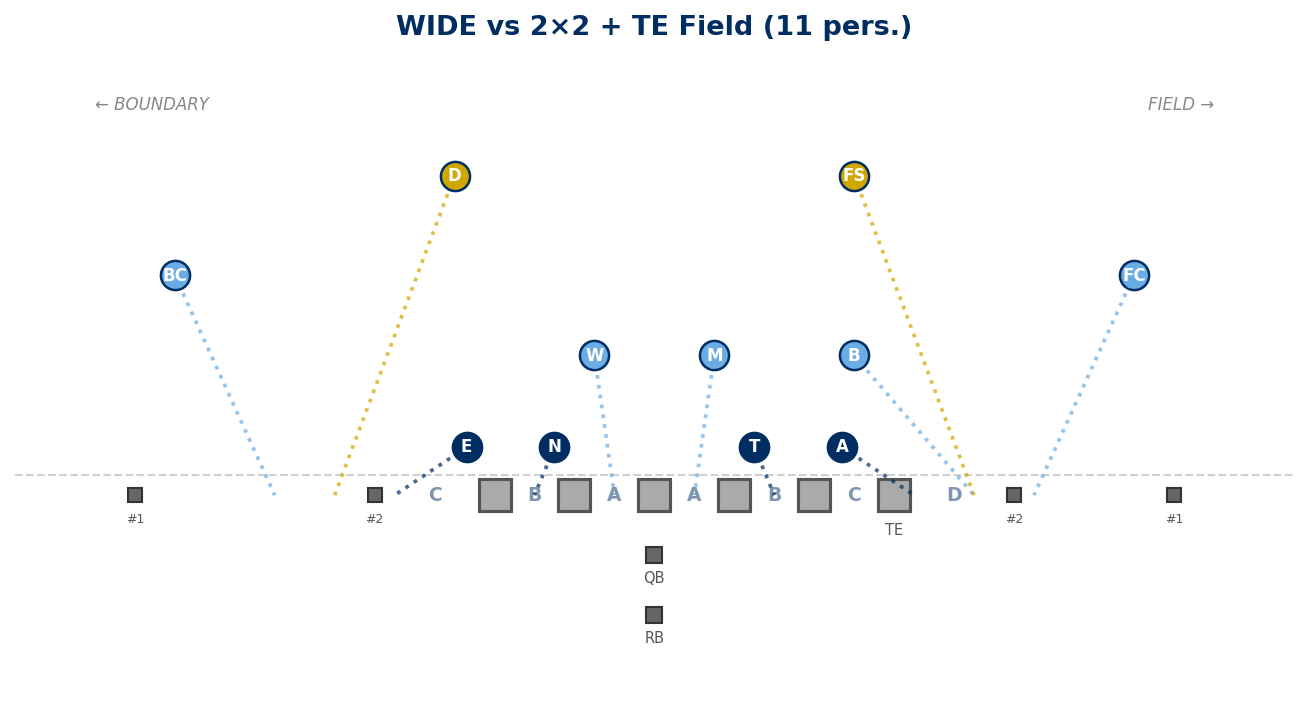 WIDE vs 2×2 + TE Field (11 pers.)
← BOUNDARY
FIELD →
D
FS
BC
FC
W
M
B
E
N
T
A
C
B
A
A
B
C
D
#1
#2
TE
#2
#1
QB
RB